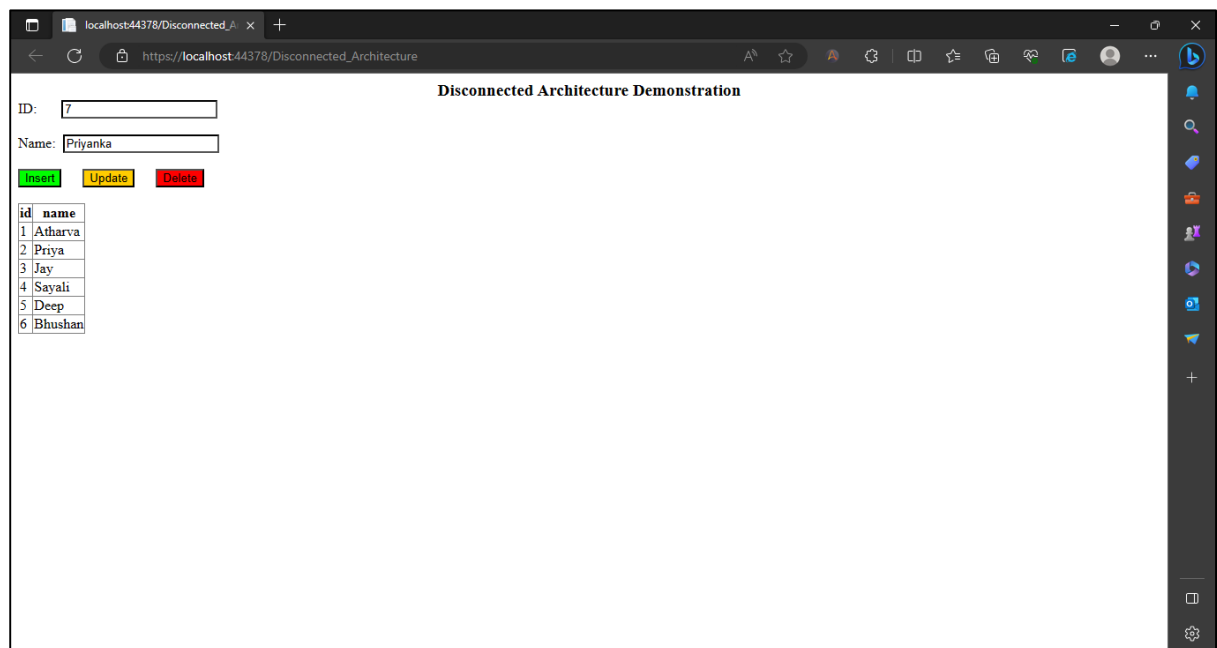 localhost:44378/Disconnected_A
https://localhost:44378/Disconnected_Architecture
Disconnected Architecture Demonstration
ID: 7
Name: Priyanka
Insert Update Delete
id name
1 Atharva
2 Priya
3 Jay
4 Sayali
5 Deep
6 Bhushan